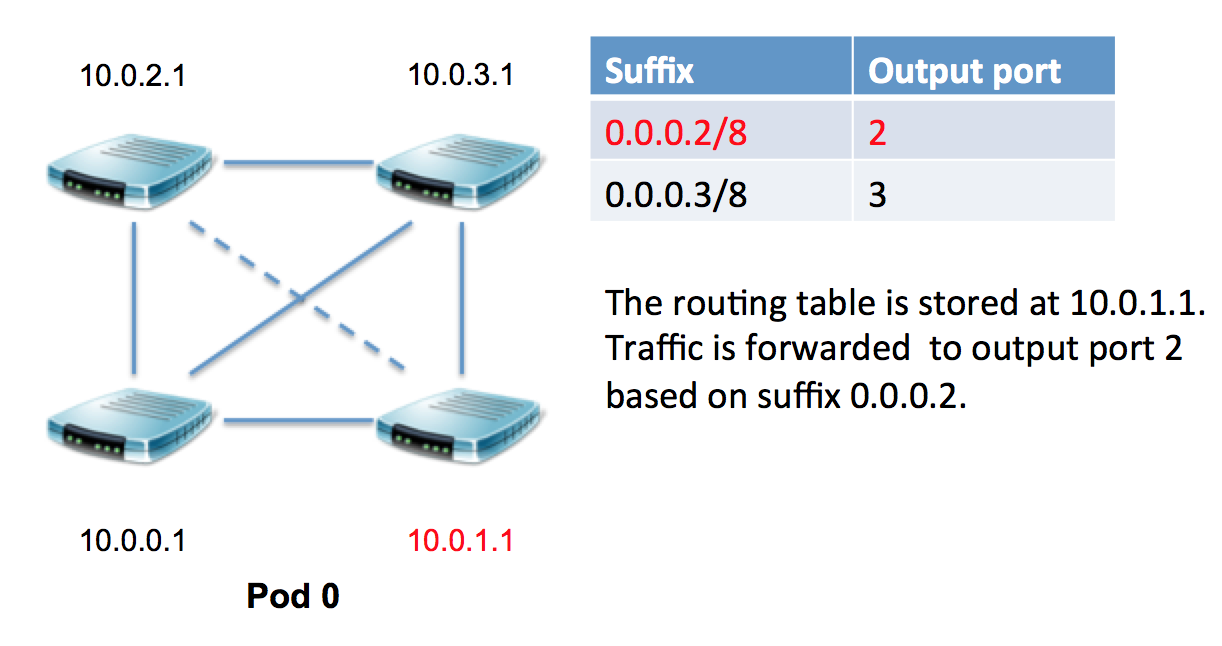 10.0.2.1
10.0.3.1
10.0.0.1
10.0.1.1
Pod 0
Suffix Output port
0.0.0.2/8 2
0.0.0.3/8 3
The routing table is stored at 10.0.1.1.
Traffic is forwarded to output port 2
based on suffix 0.0.0.2.